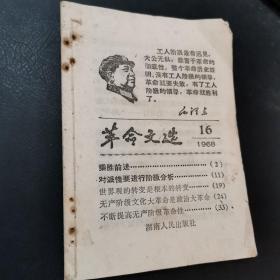 工人阶级最有远见,
大公无私,最富于革命的
彻底性。整个革命历史证
明,没有工人阶级的领导,
革命就要失败,有了工人阶
级的领导,革命就胜利
了。
毛泽东
革命文选
16
1968
乘胜前进……(2)
对派性要进行阶级分析……(11)
世界观的转变是根本的转变……(19)
无产阶级文化大革命是政治大革命(24)
不断提高无产阶级革命性……(33)
湖南人民出版社